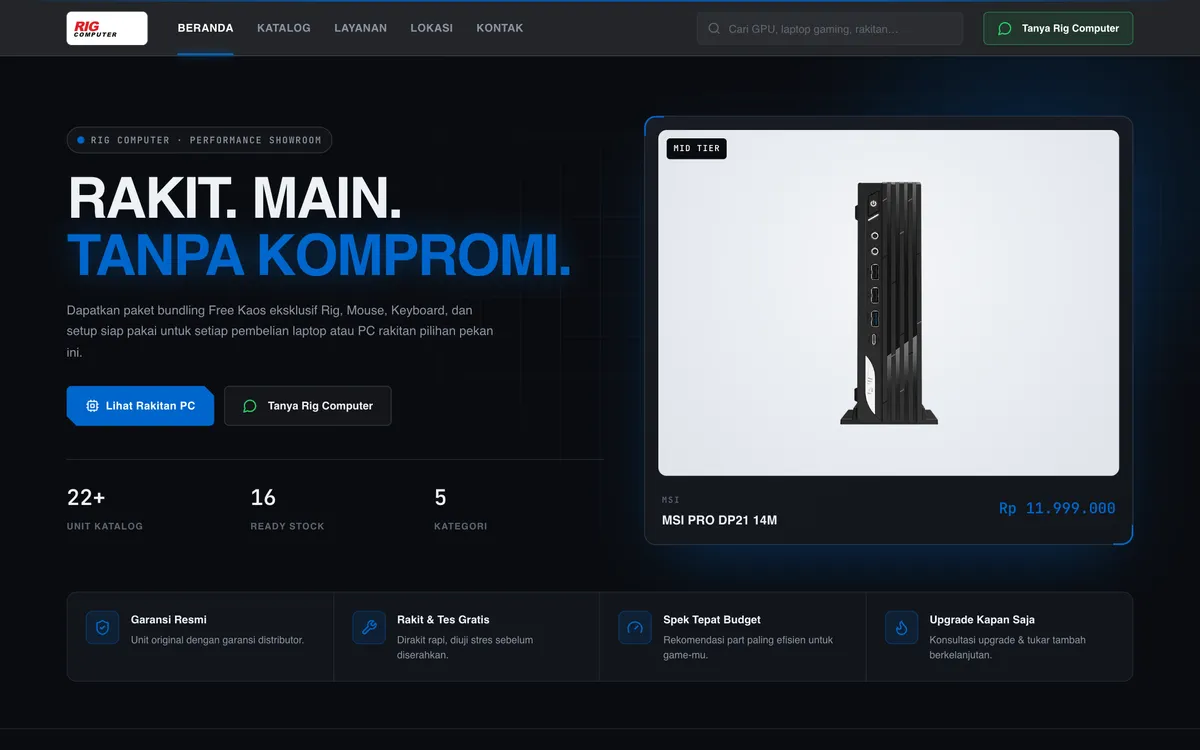 RIG
COMPUTER
BERANDA
KATALOG
LAYANAN
LOKASI
KONTAK
Cari GPU, laptop gaming, rakitan...
Tanya Rig Computer
RIG COMPUTER · PERFORMANCE SHOWROOM
RAKIT. MAIN.
TANPA KOMPROMI.
Dapatkan paket bundling Free Kaos eksklusif Rig, Mouse, Keyboard, dan
setup siap pakai untuk setiap pembelian laptop atau PC rakitan pilihan pekan
ini.
Lihat Rakitan PC
Tanya Rig Computer
22+
UNIT KATALOG
16
READY STOCK
5
KATEGORI
MID TIER
MSI
MSI PRO DP21 14M
Rp 11.999.000
Garansi Resmi
Unit original dengan garansi distributor.
Rakit & Tes Gratis
Dirakit rapi, diuji stres sebelum
diserahkan.
Spek Tepat Budget
Rekomendasi part paling efisien untuk
game-mu.
Upgrade Kapan Saja
Konsultasi upgrade & tukar tambah
berkelanjutan.